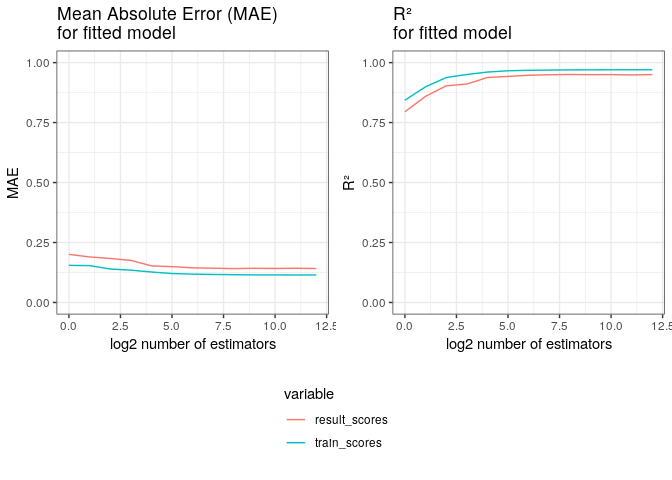 Mean Absolute Error (MAE)
for fitted model
MAE
1.00
0.75
0.50
0.25
0.00
0.0
2.5
5.0
7.5
10.0
12.5
log2 number of estimators
R²
for fitted model
R²
1.00
0.75
0.50
0.25
0.00
0.0
2.5
5.0
7.5
10.0
12.5
log2 number of estimators
variable
result_scores
train_scores